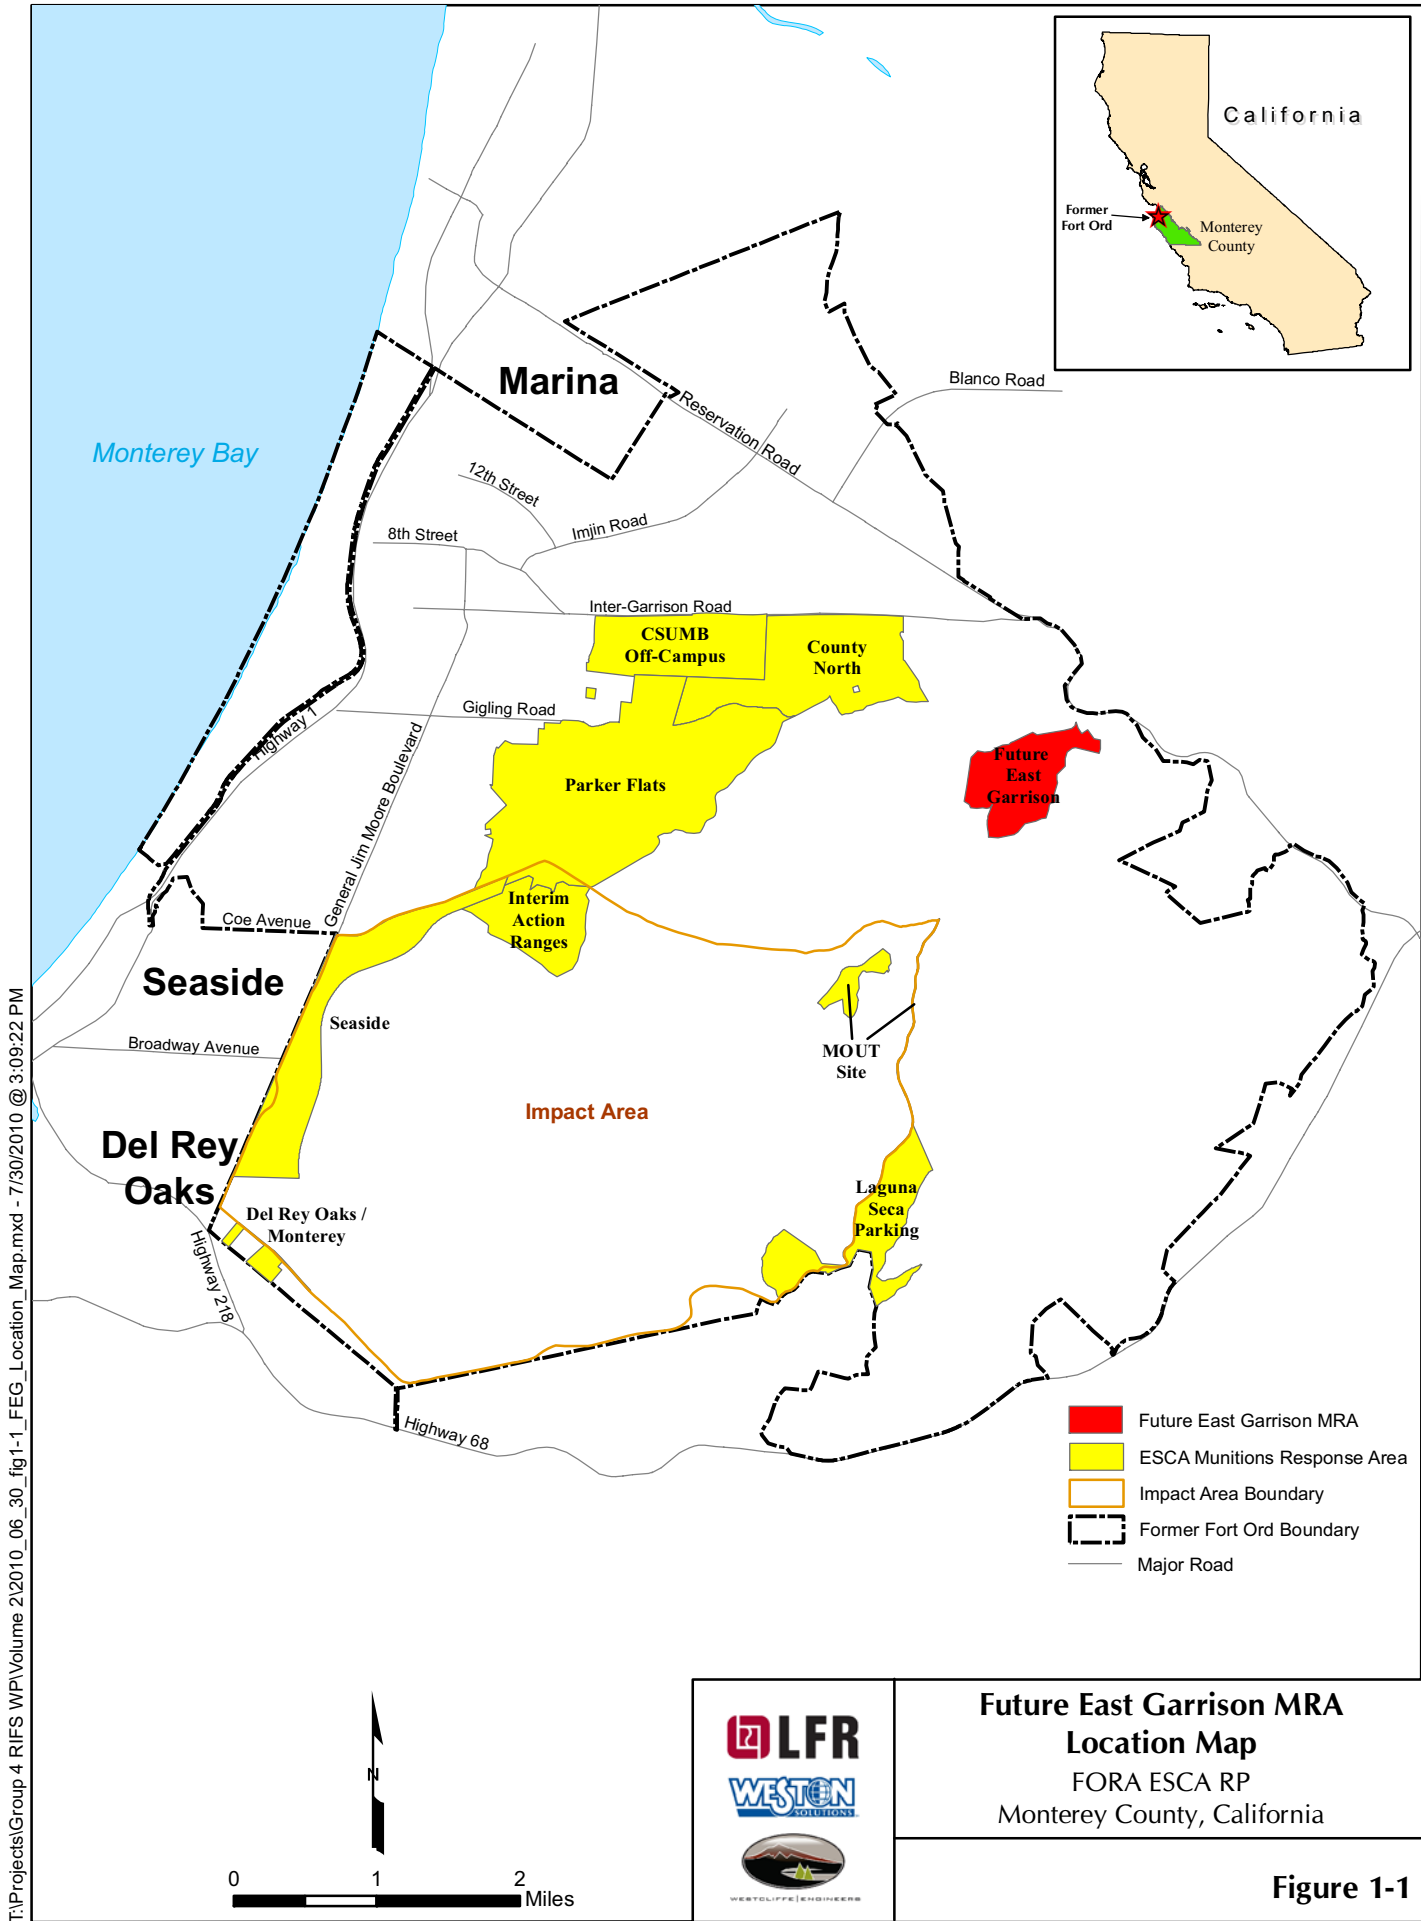 California
Former
Fort Ord
Monterey
County
Marina
Blanco Road
Reservation Road
Monterey Bay
12th Street
Imjin Road
8th Street
Inter-Garrison Road
CSUMB
Off-Campus
County
North
Gigling Road
Highway 1
General Jim Moore Boulevard
Parker Flats
Future
East
Garrison
Interim
Action
Ranges
Coe Avenue
Seaside
Seaside
Broadway Avenue
MOUT
Site
Impact Area
Del Rey
Oaks
Laguna
Seca
Parking
Del Rey Oaks /
Monterey
Highway 218
Highway 68
Future East Garrison MRA
ESCA Munitions Response Area
Impact Area Boundary
Former Fort Ord Boundary
Major Road
N
0 1 2
Miles
LFR
WESTON
SOLUTIONS
WESTCLIFFE | ENGINEERS
Future East Garrison MRA
Location Map
FORA ESCA RP
Monterey County, California
Figure 1-1
T:\Projects\Group 4 RIFS WP\Volume 2\2010_06_30_fig1-1_FEG_Location_Map.mxd - 7/30/2010 @ 3:09:22 PM